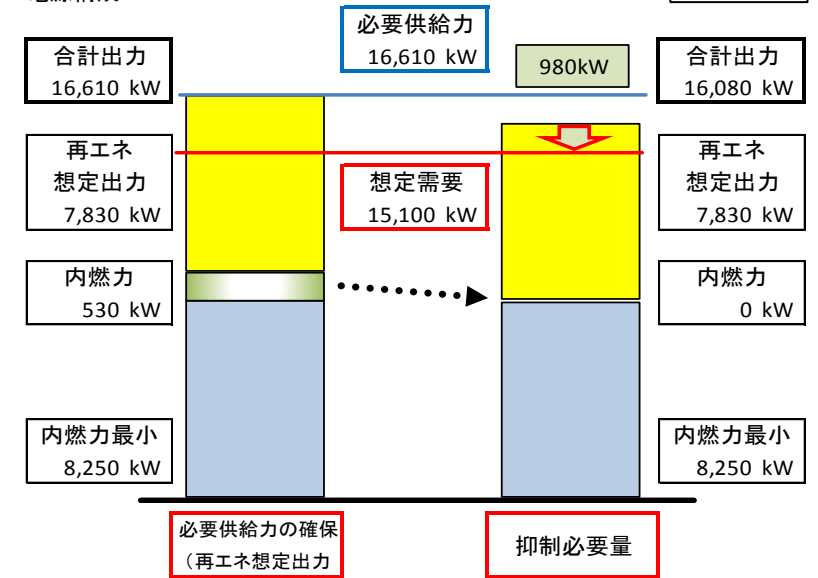 必要供給力
16,610 kW
980kW
合計出力
16,610 kW
合計出力
16,080 kW
再エネ
想定出力
7,830 kW
想定需要
15,100 kW
再エネ
想定出力
7,830 kW
内燃力
530 kW
内燃力
0 kW
内燃力最小
8,250 kW
内燃力最小
8,250 kW
必要供給力の確保
（再エネ想定出力
抑制必要量